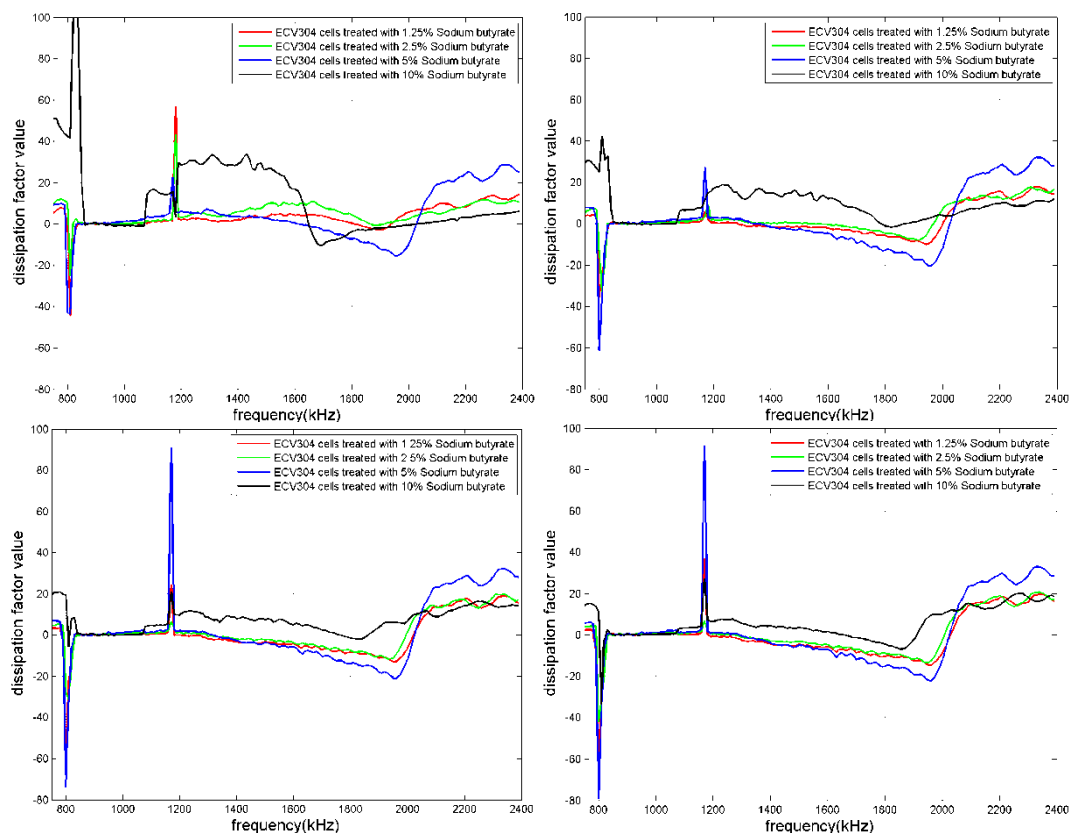 100
80
60
40
20
0
-20
-40
-60
-80
dissipation factor value
ECV304 cells treated with 1.25% Sodium butyrate
ECV304 cells treated with 2.5% Sodium butyrate
ECV304 cells treated with 5% Sodium butyrate
ECV304 cells treated with 10% Sodium butyrate
800 1000 1200 1400 1600 1800 2000 2200 2400
frequency(kHz)
100
80
60
40
20
0
-20
-40
-60
-80
dissipation factor value
ECV304 cells treated with 1.25% Sodium butyrate
ECV304 cells treated with 2.5% Sodium butyrate
ECV304 cells treated with 5% Sodium butyrate
ECV304 cells treated with 10% Sodium butyrate
800 1000 1200 1400 1600 1800 2000 2200 2400
frequency(kHz)
100
80
60
40
20
0
-20
-40
-60
-80
dissipation factor value
ECV304 cells treated with 1.25% Sodium butyrate
ECV304 cells treated with 2.5% Sodium butyrate
ECV304 cells treated with 5% Sodium butyrate
ECV304 cells treated with 10% Sodium butyrate
800 1000 1200 1400 1600 1800 2000 2200 2400
frequency(kHz)
100
80
60
40
20
0
-20
-40
-60
-80
dissipation factor value
ECV304 cells treated with 1.25% Sodium butyrate
ECV304 cells treated with 2.5% Sodium butyrate
ECV304 cells treated with 5% Sodium butyrate
ECV304 cells treated with 10% Sodium butyrate
800 1000 1200 1400 1600 1800 2000 2200 2400
frequency(kHz)